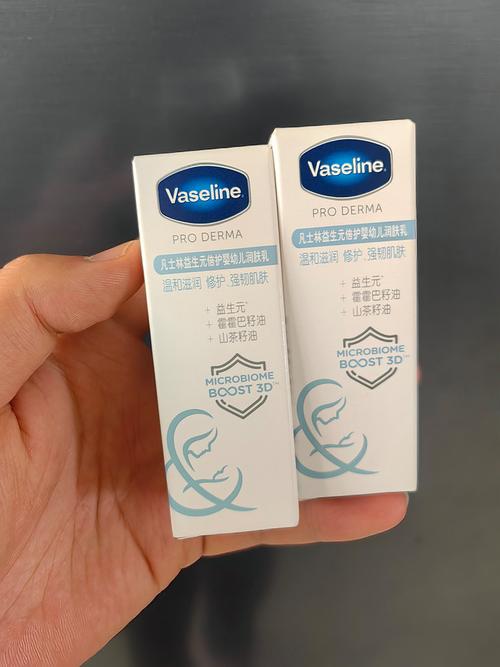 Vaseline®
PRO DERMA
凡士林益生元倍护婴幼儿润肤乳
温和滋润 修护.强韧肌肤
+ 益生元*
+ 霍霍巴籽油
+ 山茶籽油
MICROBIOME
BOOST 3D™
Vaseline®
PRO DERMA
凡士林益生元倍护婴幼儿润肤乳
温和滋润 修护.强韧肌肤
+ 益生元*
+ 霍霍巴籽油
+ 山茶籽油
MICROBIOME
BOOST 3D™